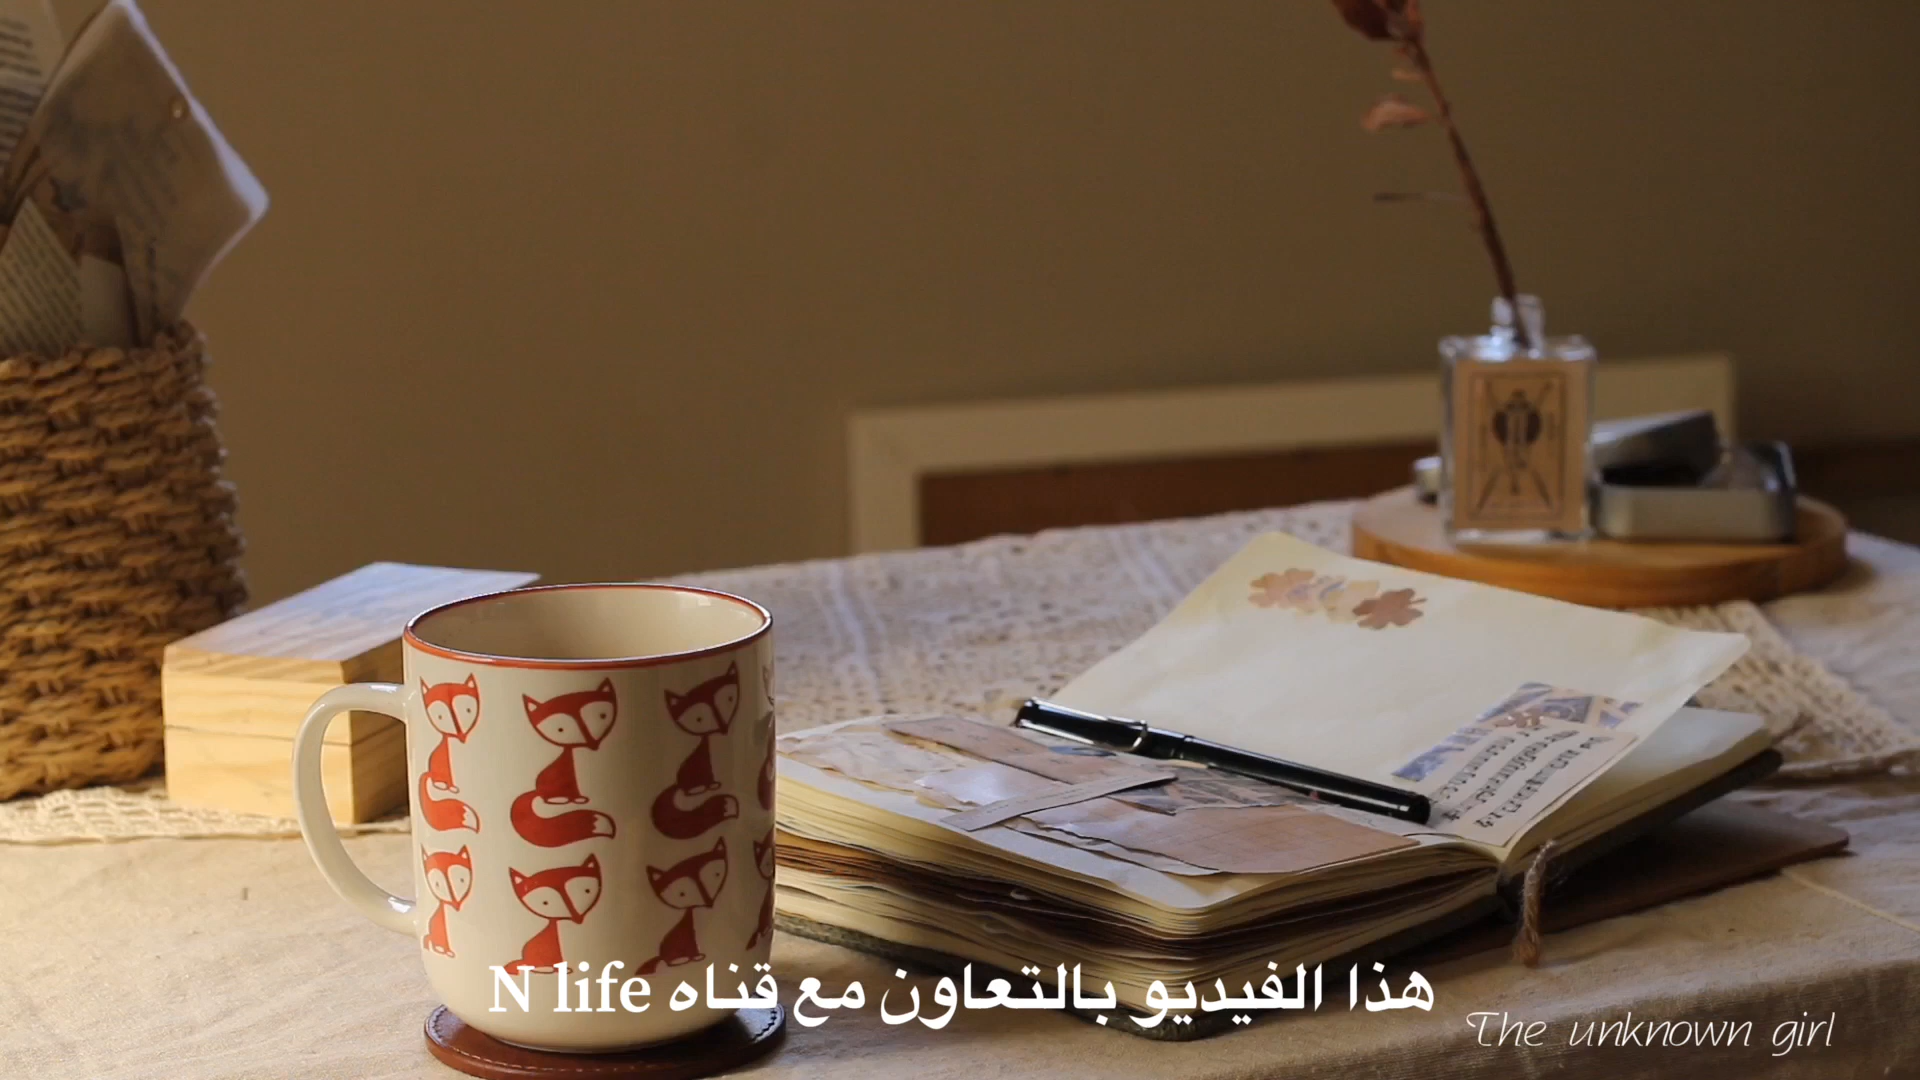 هذا الفيديو بالتعاون مع قناه N life
The unknown girl